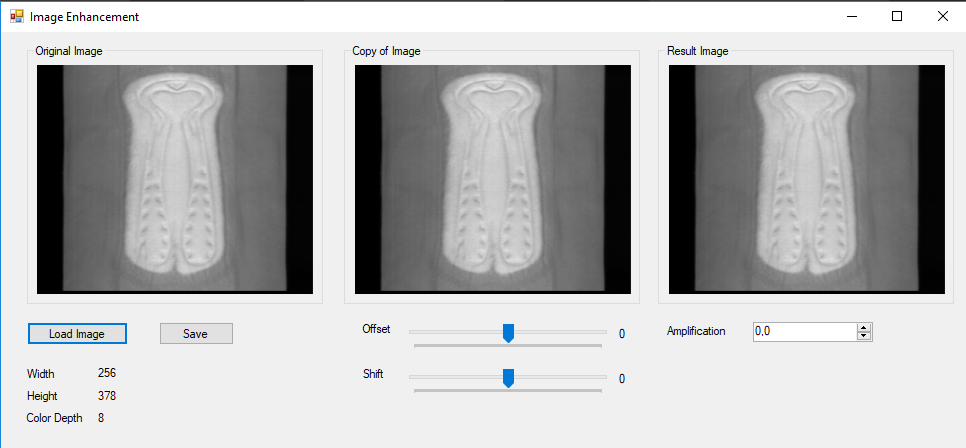 Image Enhancement
Original Image
Copy of Image
Result Image
Load Image
Save
Offset
0
Amplification
0,0
Shift
0
Width
256
Height
378
Color Depth
8